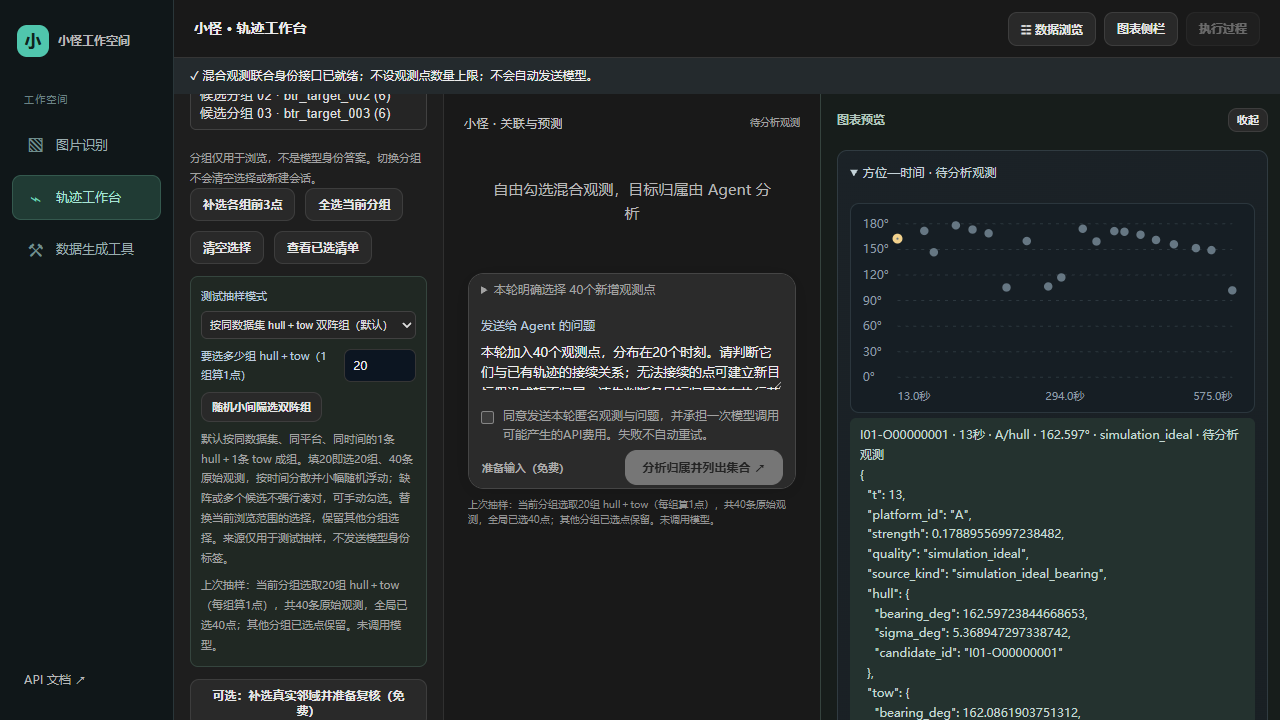 小
小怪工作空间
工作空间
图片识别
轨迹工作台
数据生成工具
API 文档 ↗
小怪 • 轨迹工作台
☷ 数据浏览
图表侧栏
执行过程
✓ 混合观测联合身份接口已就绪；不设观测点数量上限；不会自动发送模型。
候选分组 02 · btr_target_002 (6)
候选分组 03 · btr_target_003 (6)
分组仅用于浏览，不是模型身份答案。切换分组
不会清空选择或新建会话。
补选各组前3点
全选当前分组
清空选择
查看已选清单
测试抽样模式
按同数据集 hull + tow 双阵组（默认）
要选多少组 hull + tow（1
组算1点）
20
随机小间隔选双阵组
默认按同数据集、同平台、同时间的1条
hull + 1条 tow 成组。填20即选20组、40条
原始观测，按时间分散并小幅随机浮动；缺
阵或多个候选不强行凑对，可手动勾选。替
换当前浏览范围的选择，保留其他分组选
择。来源仅用于测试抽样，不发送模型身份
标签。
上次抽样：当前分组选取20组 hull + tow
（每组算1点），共40条原始观测，全局已
选40点；其他分组已选点保留。未调用模
型。
可选：补选真实邻域并准备复核（免
费）
小怪 · 关联与预测
待分析观测
自由勾选混合观测，目标归属由 Agent 分
析
▶ 本轮明确选择 40个新增观测点
发送给 Agent 的问题
本轮加入40个观测点，分布在20个时刻。请判断它
们与已有轨迹的接续关系；无法接续的点可建立新目
同意发送本轮匿名观测与问题，并承担一次模型调用
可能产生的API费用。失败不自动重试。
准备输入（免费）
分析归属并列出集合 ↗
上次抽样：当前分组选取20组 hull + tow（每组算1点），共40条原始观
测，全局已选40点；其他分组已选点保留。未调用模型。
图表预览
收起
▼ 方位—时间 · 待分析观测
180°
150°
120°
90°
60°
30°
0°
13.0秒
294.0秒
575.0秒
I01-O00000001 · 13秒 · A/hull · 162.597° · simulation_ideal · 待分析
观测
{
"t": 13,
"platform_id": "A",
"strength": 0.17889556997238482,
"quality": "simulation_ideal",
"source_kind": "simulation_ideal_bearing",
"hull": {
"bearing_deg": 162.59723844668653,
"sigma_deg": 5.368947297338742,
"candidate_id": "I01-O00000001"
},
"tow": {
"bearing_deg": 162.0861903751312,